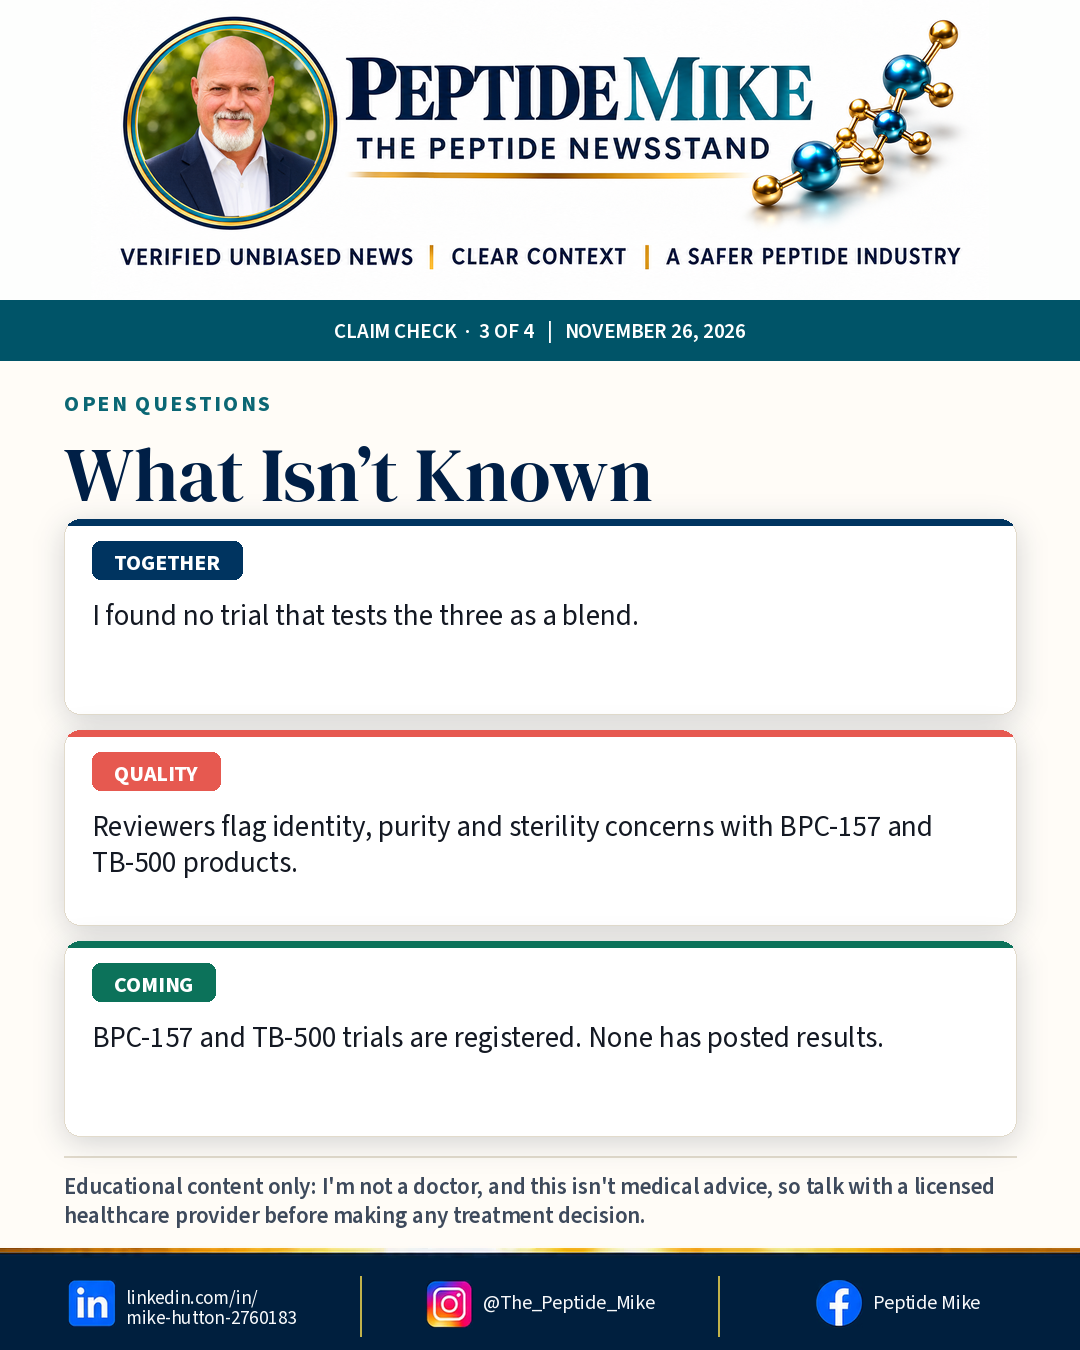 PEPTIDEMIKE
THE PEPTIDE NEWSSTAND
VERIFIED UNBIASED NEWS | CLEAR CONTEXT | A SAFER PEPTIDE INDUSTRY
CLAIM CHECK · 3 OF 4 | NOVEMBER 26, 2026
OPEN QUESTIONS
What Isn’t Known
TOGETHER
I found no trial that tests the three as a blend.
QUALITY
Reviewers flag identity, purity and sterility concerns with BPC-157 and
TB-500 products.
COMING
BPC-157 and TB-500 trials are registered. None has posted results.
Educational content only: I'm not a doctor, and this isn't medical advice, so talk with a licensed
healthcare provider before making any treatment decision.
linkedin.com/in/
mike-hutton-2760183
@The_Peptide_Mike
Peptide Mike